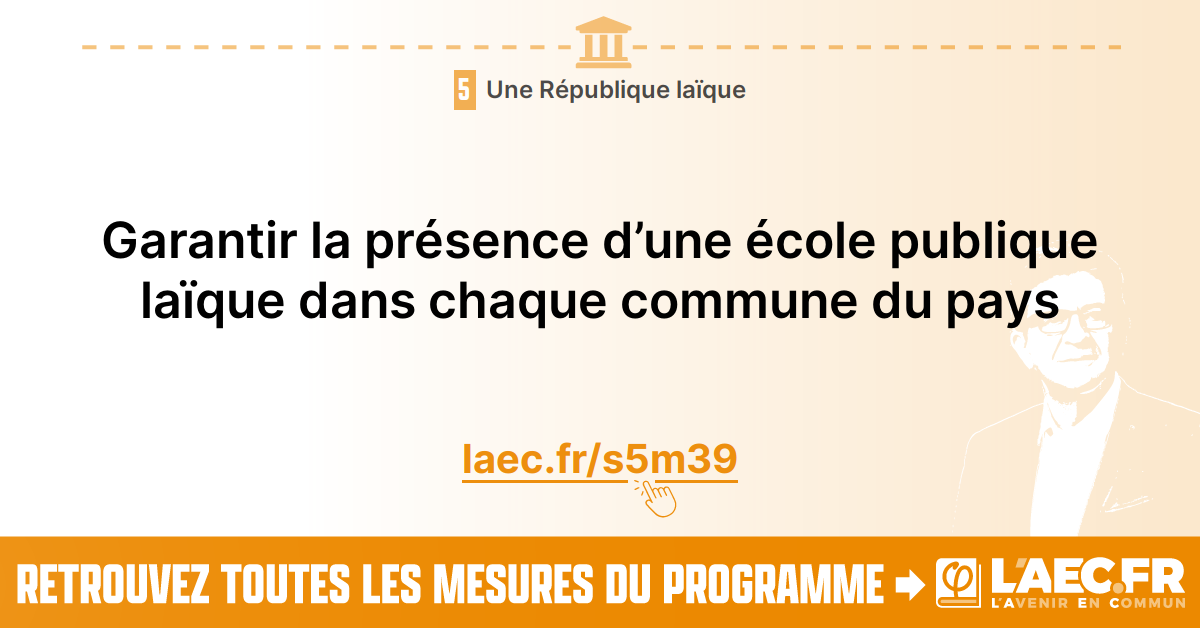 5 Une République laïque
Garantir la présence d’une école publique
laïque dans chaque commune du pays
laec.fr/s5m39
RETROUVEZ TOUTES LES MESURES DU PROGRAMME
L'AEC.FR
L'AVENIR EN COMMUN